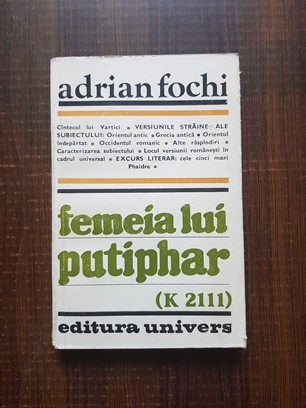 adrian fochi
Cîntecul lui Vartici • VERSIUNILE STRĂINE ALE
SUBIECTULUI: Orientul antic • Grecia antică • Orientul
îndepărtat • Occidentul romanic • Alte răspîndiri •
Caracterizarea subiectului • Locul versiunii românești în
cadrul universal • EXCURS LITERAR: cele cinci mari
Phaidre •
femeia lui
putiphar
(K 2111)
editura univers